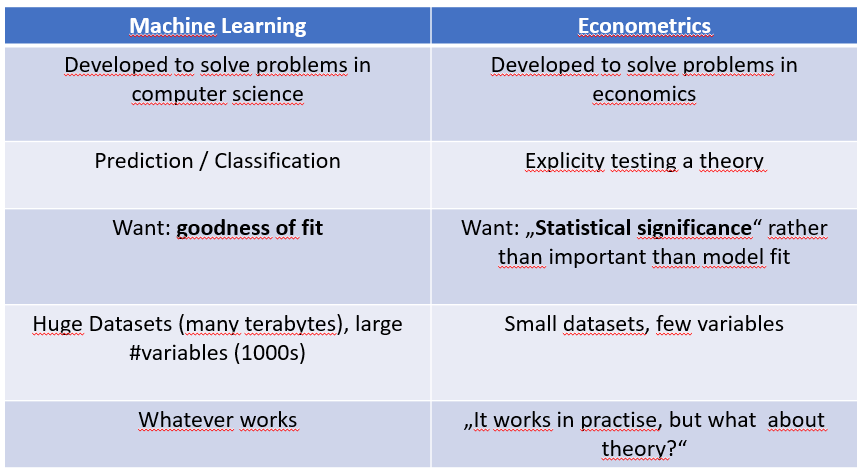 Machine Learning
Econometrics
Developed to solve problems in
computer science
Developed to solve problems in
economics
Prediction / Classification
Explicity testing a theory
Want: goodness of fit
Want: „Statistical significance“ rather
than important than model fit
Huge Datasets (many terabytes), large
#variables (1000s)
Small datasets, few variables
Whatever works
„It works in practise, but what about
theory?“